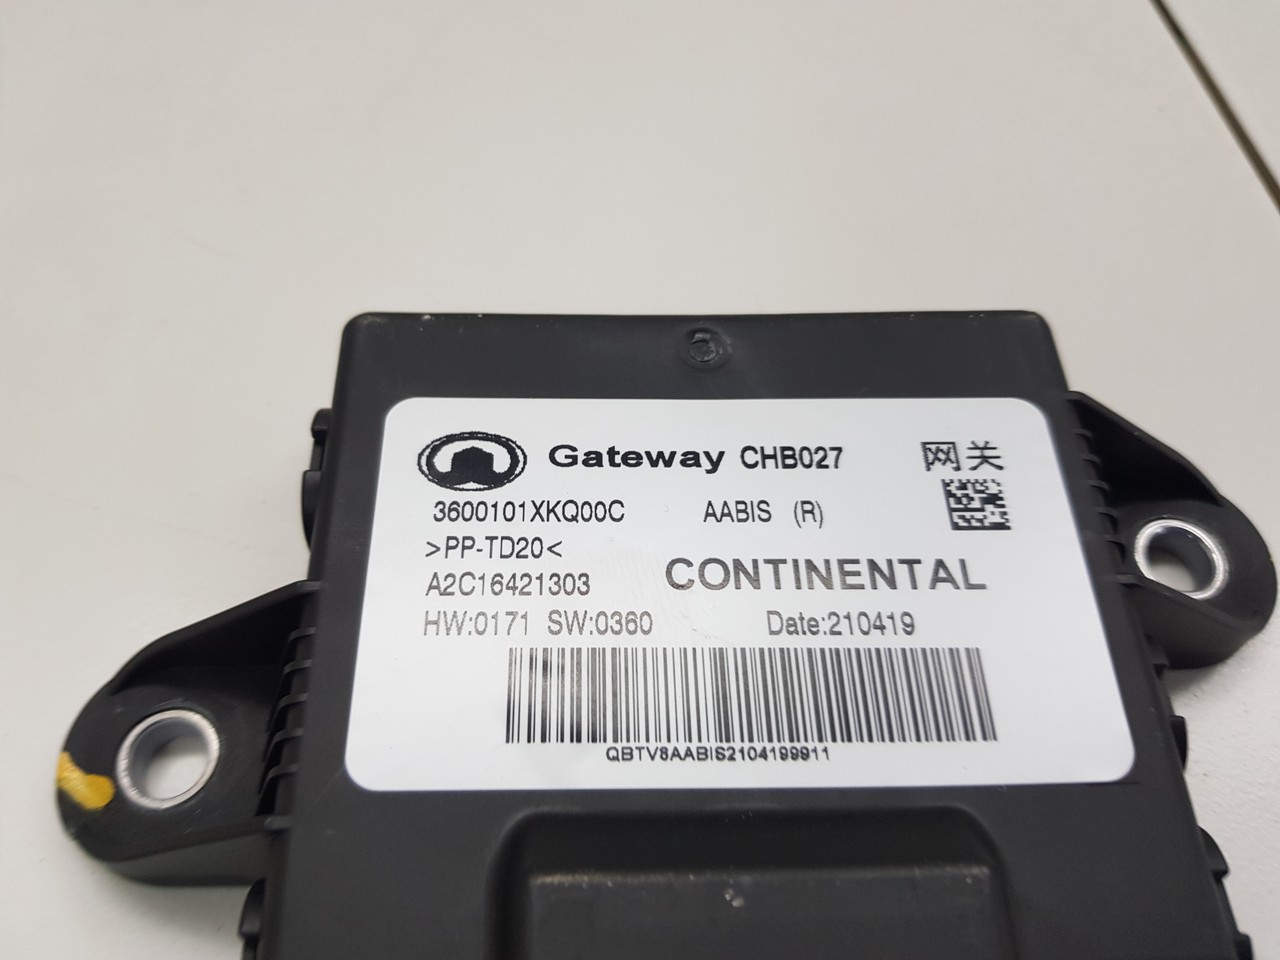 Gateway CHB027 网关
3600101XKQ00C AABIS (R)
>PP-TD20<
A2C16421303 CONTINENTAL
HW:0171 SW:0360 Date:210419
QBTV8AABIS2104199911